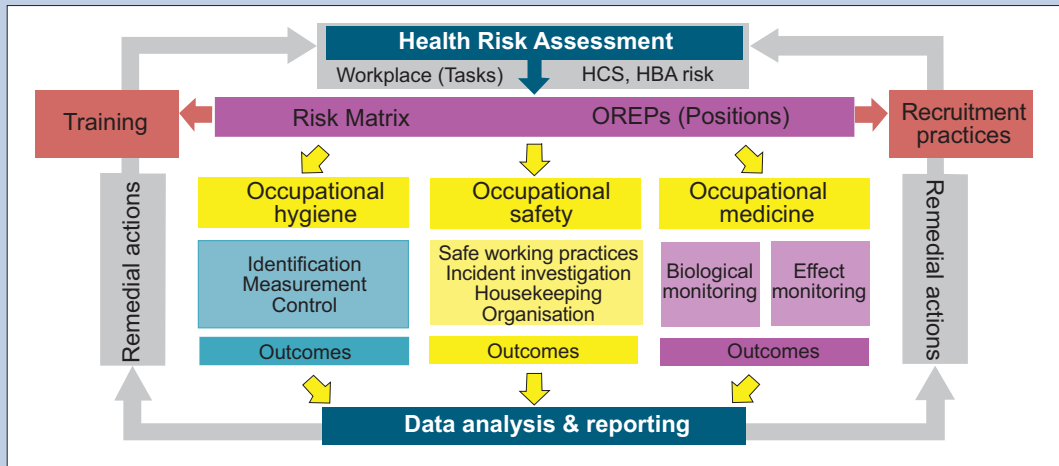 Health Risk Assessment
Workplace (Tasks)
HCS, HBA risk
Training
Risk Matrix
OREPs (Positions)
Recruitment
practices
Occupational
hygiene
Occupational
safety
Occupational
medicine
Remedial actions
Identification
Measurement
Control
Safe working practices
Incident investigation
Housekeeping
Organisation
Biological
monitoring
Effect
monitoring
Remedial actions
Outcomes
Outcomes
Outcomes
Data analysis & reporting